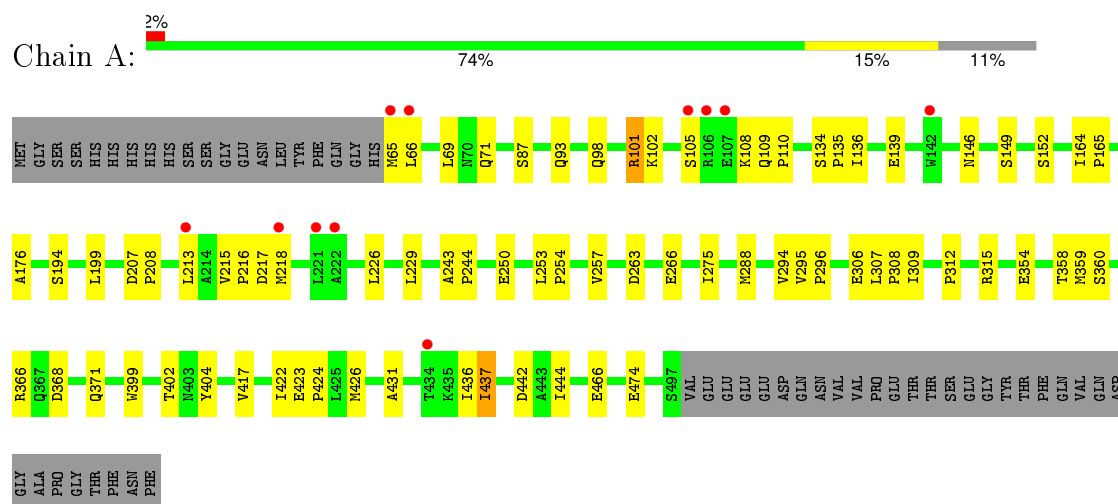 2%
Chain A:
74% 15% 11%
MET GLY SER SER HIS HIS HIS HIS HIS HIS SER SER GLY GLU ASN LEU TYR PHE GLN GLY HIS M65 L66 L69 N70 Q71 S87 Q93 Q98 R101 K102 S105 R106 E107 K108 Q109 P110 S134 P135 I136 E139 W142 N146 S149 S152 I164 P165
A176 S194 L199 D207 P208 L213 A214 V215 P216 D217 M218 L221 A222 L226 L229 A243 P244 E250 L253 P254 V257 D263 E266 I275 M288 V294 V295 P296 E306 L307 P308 I309 P312 R315 E354 T358 M359 S360
R366 Q367 D368 Q371 W399 T402 N403 Y404 V417 I422 E423 P424 L425 M426 A431 T434 K435 I436 I437 D442 A443 I444 E466 E474 S497 VAL GLU GLU GLU GLU ASP GLN ASN VAL VAL PRO GLU THR THR SER GLU GLY TYR THR PHE GLN VAL GLN ASP
GLY ALA PRO GLY THR PHE ASN PHE